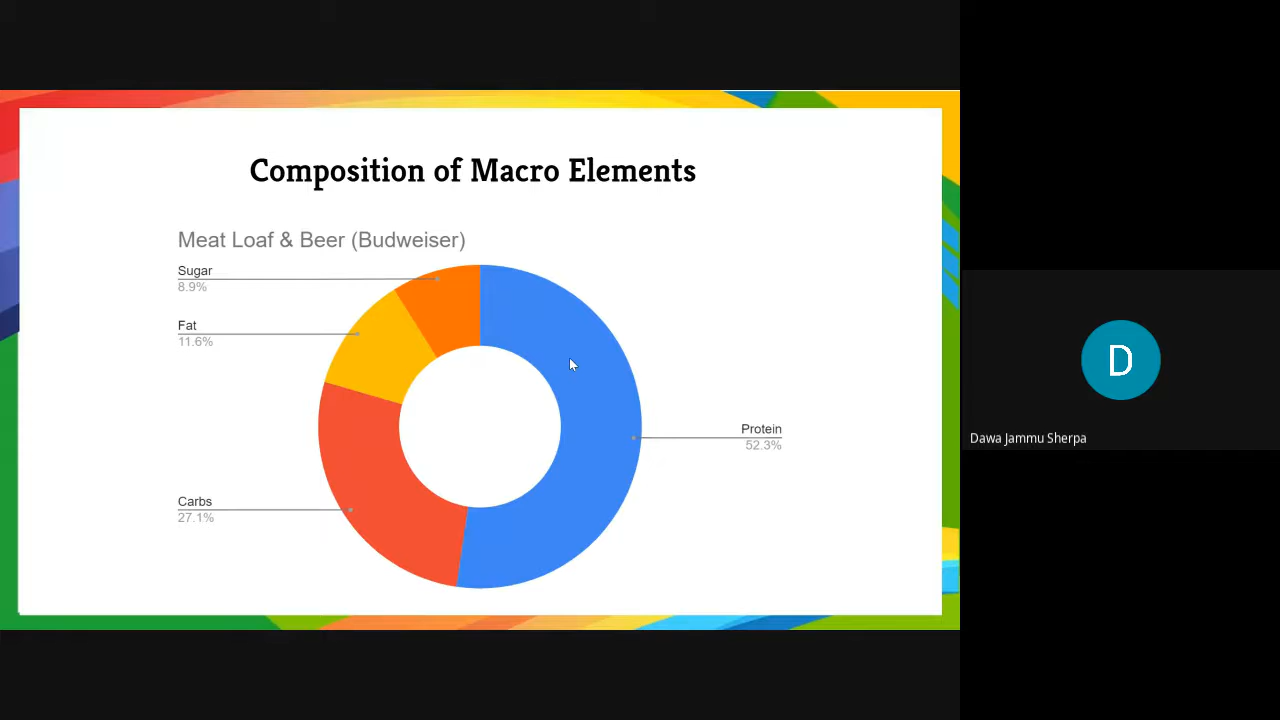 Composition of Macro Elements
Meat Loaf & Beer (Budweiser)
Sugar
8.9%
Fat
11.6%
Protein
52.3%
Carbs
27.1%
D
Dawa Jammu Sherpa